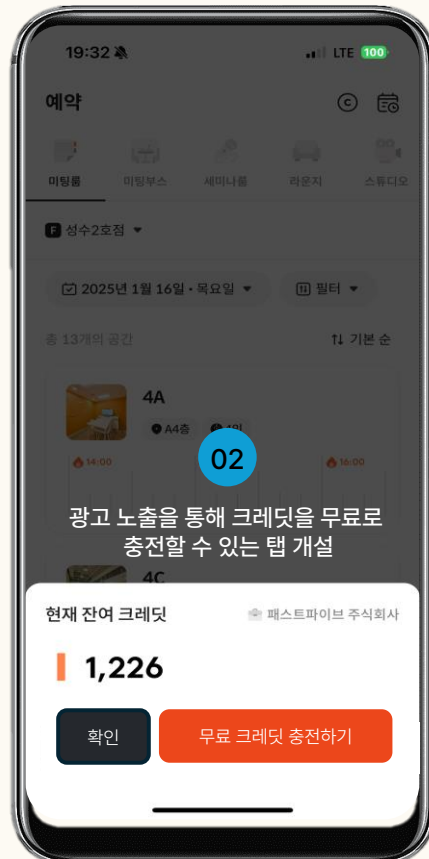 19:32 LTE 100
예약
미팅룸 미팅부스 세미나룸 라운지 스튜디오
F 성수2호점
2025년 1월 16일 • 목요일 필터
총 13개의 공간 기본 순
4A
A4층 4인
14:00 16:00
02
광고 노출을 통해 크레딧을 무료로
충전할 수 있는 탭 개설
4C
현재 잔여 크레딧 패스트파이브 주식회사
1,226
확인 무료 크레딧 충전하기